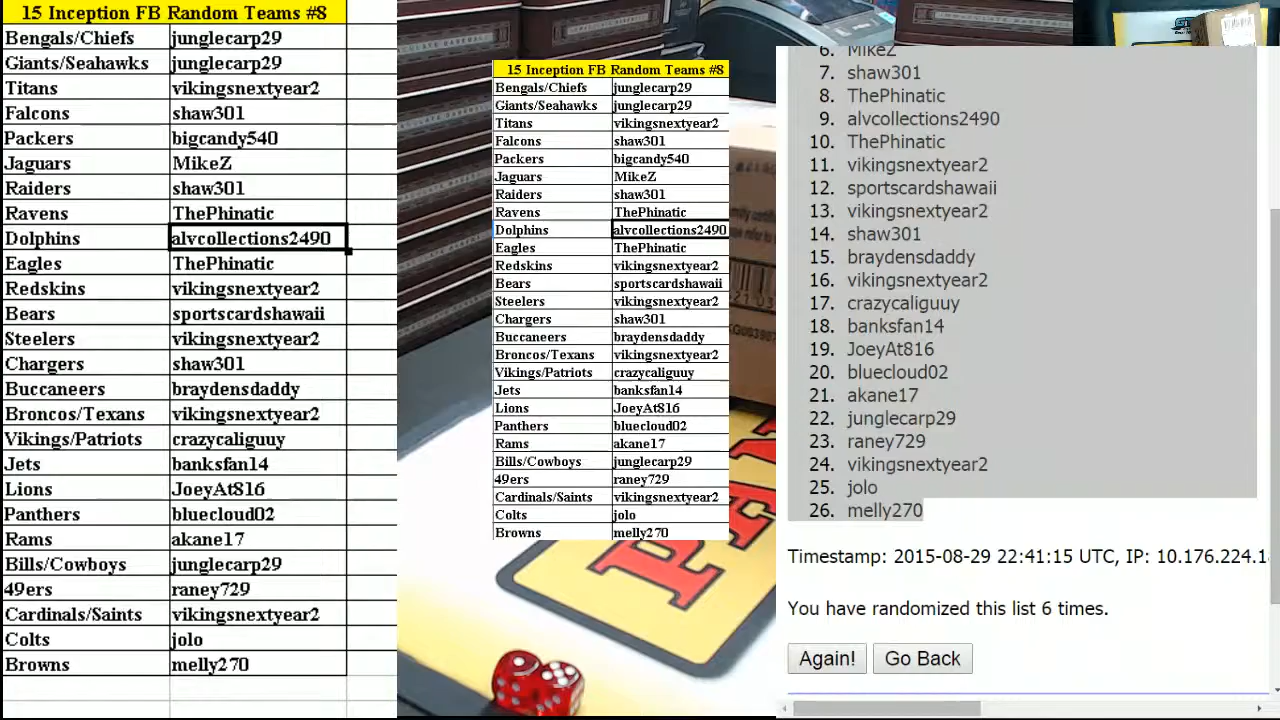 15 Inception FB Random Teams #8
Bengals/Chiefs junglecarp29
Giants/Seahawks junglecarp29
Titans vikingsnextyear2
Falcons shaw301
Packers bigcandy540
Jaguars MikeZ
Raiders shaw301
Ravens ThePhinatic
Dolphins alvcollections2490
Eagles ThePhinatic
Redskins vikingsnextyear2
Bears sportscardshawaii
Steelers vikingsnextyear2
Chargers shaw301
Buccaneers braydensdaddy
Broncos/Texans vikingsnextyear2
Vikings/Patriots crazycaliguuy
Jets banksfan14
Lions JoeyAt816
Panthers bluecloud02
Rams akane17
Bills/Cowboys junglecarp29
49ers raney729
Cardinals/Saints vikingsnextyear2
Colts jolo
Browns melly270
15 Inception FB Random Teams #8
Bengals/Chiefs junglecarp29
Giants/Seahawks junglecarp29
Titans vikingsnextyear2
Falcons shaw301
Packers bigcandy540
Jaguars MikeZ
Raiders shaw301
Ravens ThePhinatic
Dolphins alvcollections2490
Eagles ThePhinatic
Redskins vikingsnextyear2
Bears sportscardshawaii
Steelers vikingsnextyear2
Chargers shaw301
Buccaneers braydensdaddy
Broncos/Texans vikingsnextyear2
Vikings/Patriots crazycaliguuy
Jets banksfan14
Lions JoeyAt816
Panthers bluecloud02
Rams akane17
Bills/Cowboys junglecarp29
49ers raney729
Cardinals/Saints vikingsnextyear2
Colts jolo
Browns melly270
6. MikeZ
7. shaw301
8. ThePhinatic
9. alvcollections2490
10. ThePhinatic
11. vikingsnextyear2
12. sportscardshawaii
13. vikingsnextyear2
14. shaw301
15. braydensdaddy
16. vikingsnextyear2
17. crazycaliguuy
18. banksfan14
19. JoeyAt816
20. bluecloud02
21. akane17
22. junglecarp29
23. raney729
24. vikingsnextyear2
25. jolo
26. melly270
Timestamp: 2015-08-29 22:41:15 UTC, IP: 10.176.224.1
You have randomized this list 6 times.
Again! Go Back